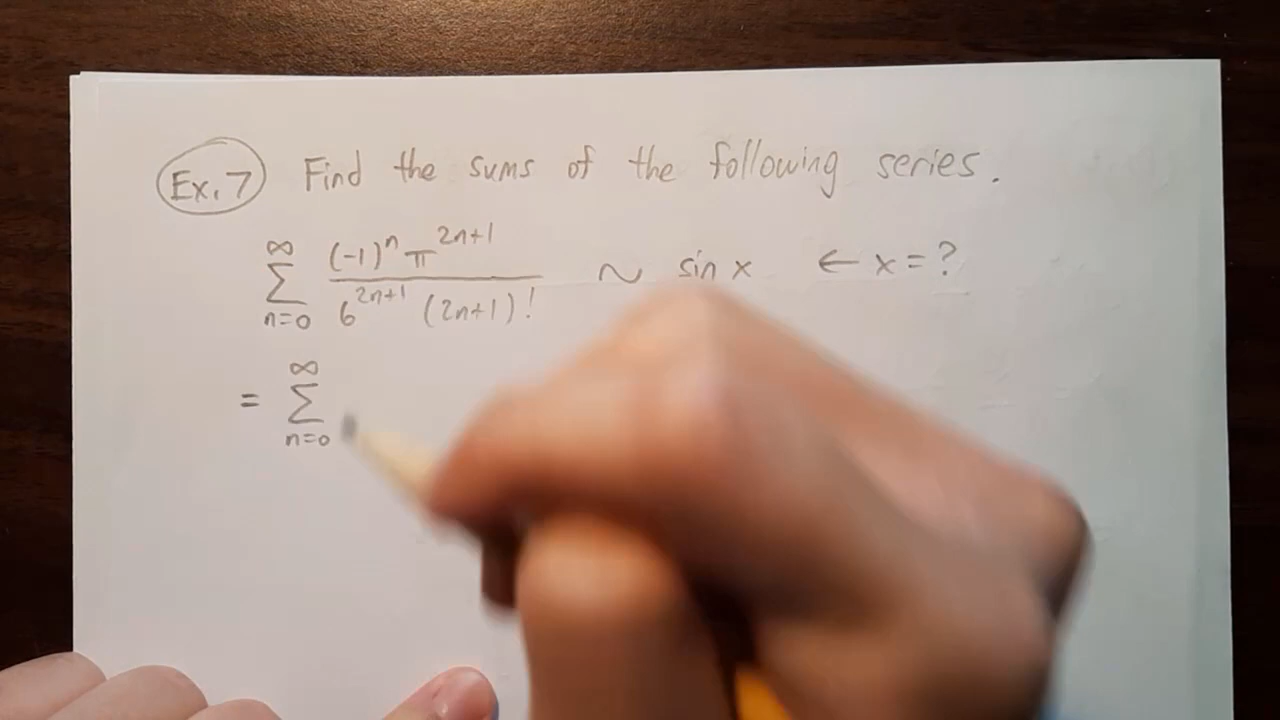 Ex. 7 Find the sums of the following series.
∞ ∑ n=0 (-1)^n π^{2n+1} / 6^{2n+1} (2n+1)! ~ sin x ← x = ?
= ∞ ∑ n=0